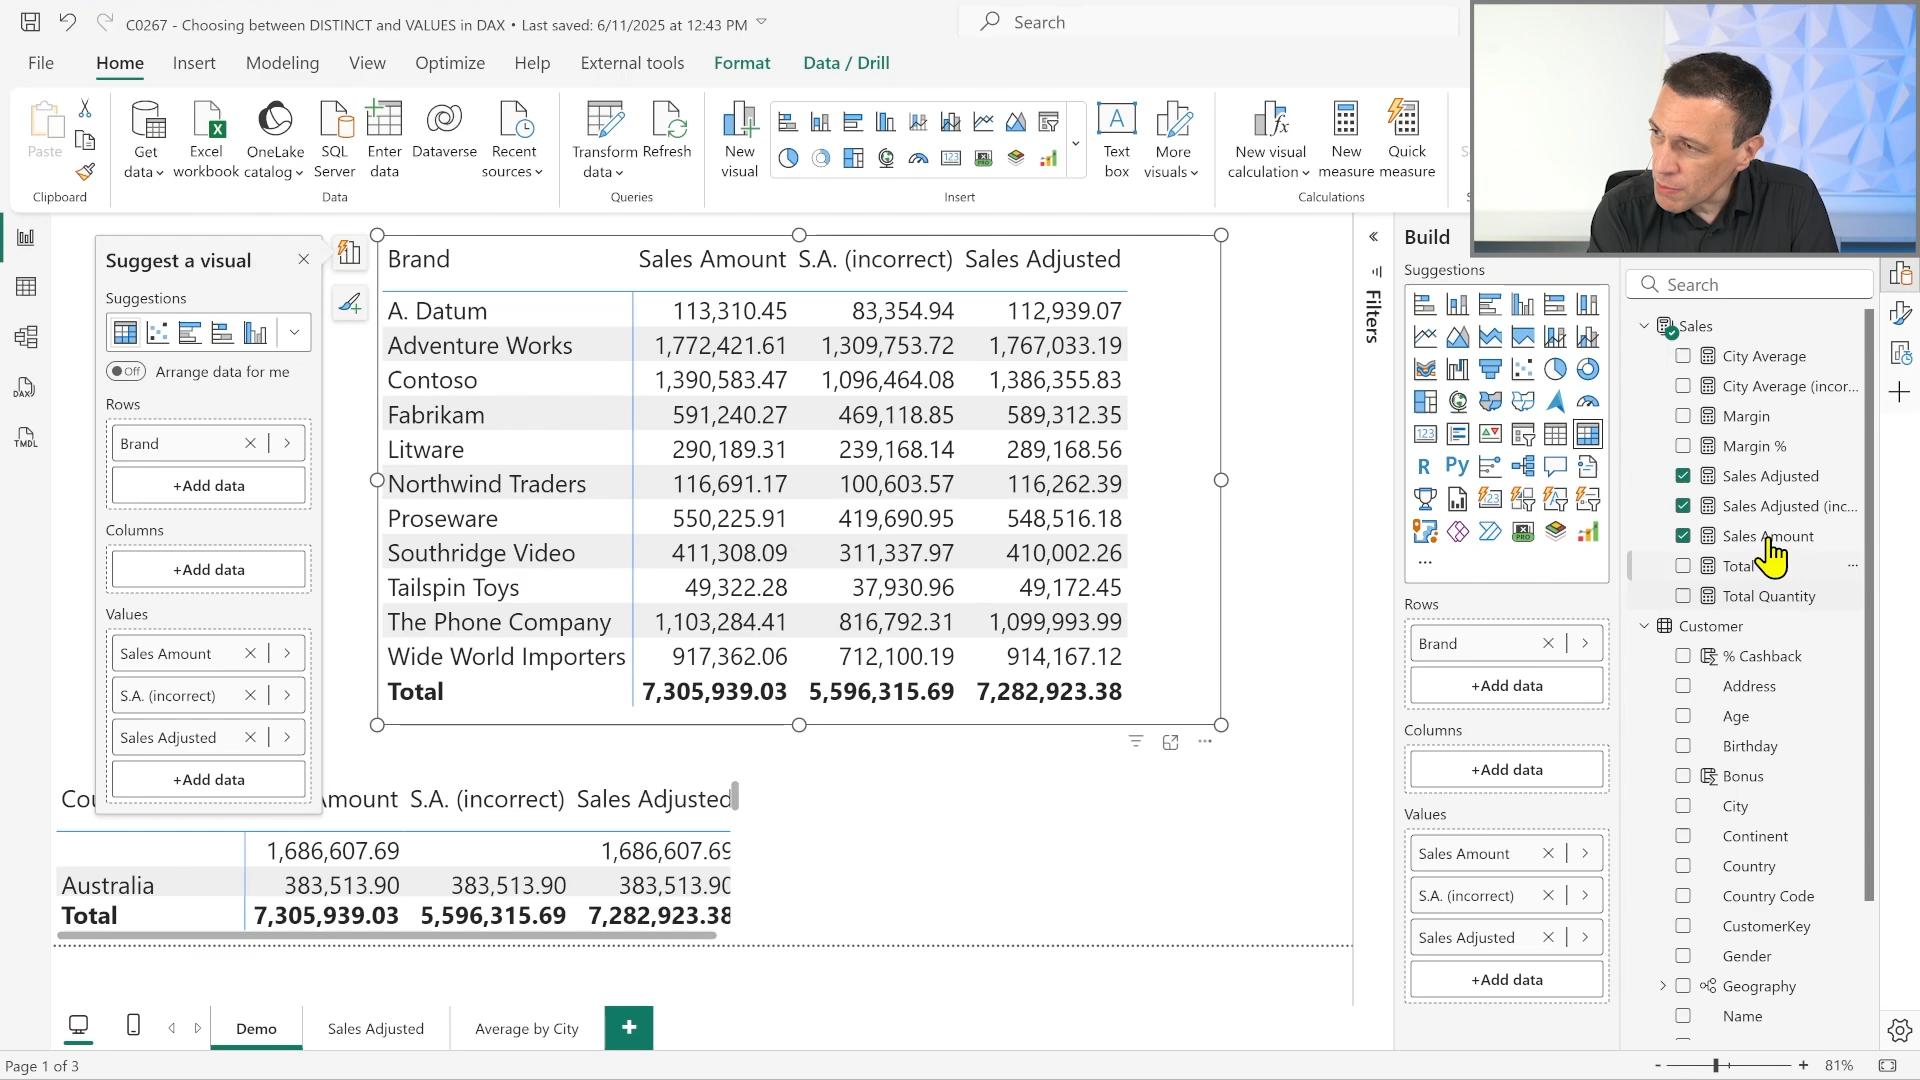 C0267 - Choosing between DISTINCT and VALUES in DAX • Last saved: 6/11/2025 at 12:43 PM
Search
File
Home
Insert
Modeling
View
Optimize
Help
External tools
Format
Data / Drill
Paste
Get data
Excel workbook
OneLake catalog
SQL Server
Enter data
Dataverse
Recent sources
Transform data
Refresh
New visual
Text box
More visuals
New visual calculation
New measure
Quick measure
Clipboard
Data
Queries
Insert
Calculations
Suggest a visual
Suggestions
Off
Arrange data for me
Rows
Brand
+Add data
Columns
+Add data
Values
Sales Amount
S.A. (incorrect)
Sales Adjusted
+Add data
Brand Sales Amount S.A. (incorrect) Sales Adjusted
A. Datum 113,310.45 83,354.94 112,939.07
Adventure Works 1,772,421.61 1,309,753.72 1,767,033.19
Contoso 1,390,583.47 1,096,464.08 1,386,355.83
Fabrikam 591,240.27 469,118.85 589,312.35
Litware 290,189.31 239,168.14 289,168.56
Northwind Traders 116,691.17 100,603.57 116,262.39
Proseware 550,225.91 419,690.95 548,516.18
Southridge Video 411,308.09 311,337.97 410,002.26
Tailspin Toys 49,322.28 37,930.96 49,172.45
The Phone Company 1,103,284.41 816,792.31 1,099,993.99
Wide World Importers 917,362.06 712,100.19 914,167.12
Total 7,305,939.03 5,596,315.69 7,282,923.38
Cou Amount S.A. (incorrect) Sales Adjusted
1,686,607.69 1,686,607.69
Australia 383,513.90 383,513.90 383,513.90
Total 7,305,939.03 5,596,315.69 7,282,923.38
Filters
Build
Suggestions
123
R
Py
Rows
Brand
+Add data
Columns
+Add data
Values
Sales Amount
S.A. (incorrect)
Sales Adjusted
+Add data
Search
Sales
City Average
City Average (incor...
Margin
Margin %
Sales Adjusted
Sales Adjusted (inc...
Sales Amount
Total
Total Quantity
Customer
% Cashback
Address
Age
Birthday
Bonus
City
Continent
Country
Country Code
CustomerKey
Gender
Geography
Name
DAX
TMDL
Demo
Sales Adjusted
Average by City
Page 1 of 3
81%